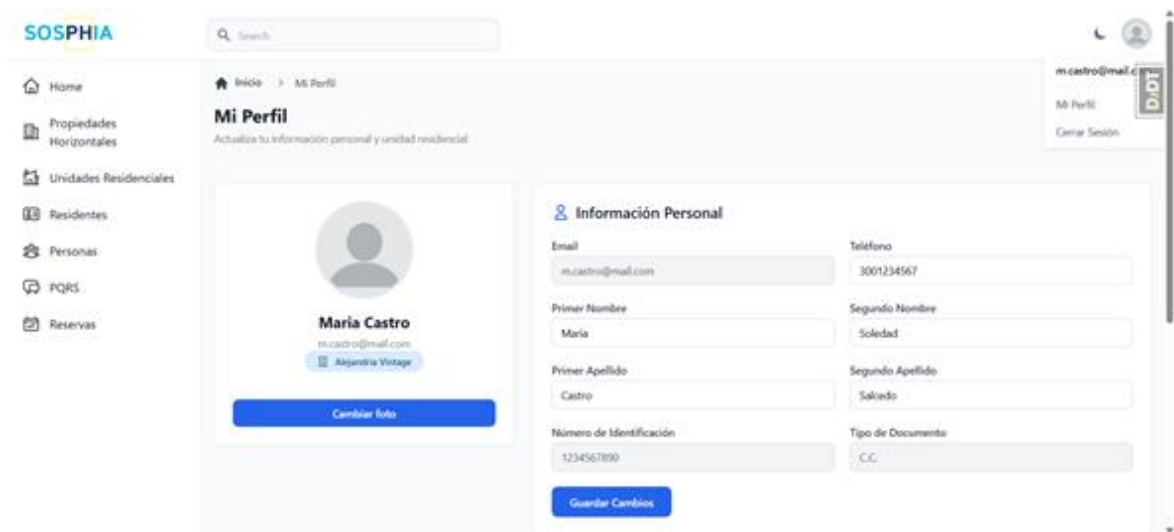 SOSPHIA
Search
m.castro@mail.c
DJDT
Mi Perfil
Cerrar Sesión
Home
Propiedades
Horizontales
Unidades Residenciales
Residentes
Personas
PQRS
Reservas
Inicio > Mi Perfil
Mi Perfil
Actualiza tu información personal y unidad residencial
Maria Castro
m.castro@mail.com
Alejandria Vintage
Cambiar foto
Información Personal
Email
m.castro@mail.com
Teléfono
3001234567
Primer Nombre
Maria
Segundo Nombre
Soledad
Primer Apellido
Castro
Segundo Apellido
Salcedo
Número de Identificación
1234567890
Tipo de Documento
C.C.
Guardar Cambios